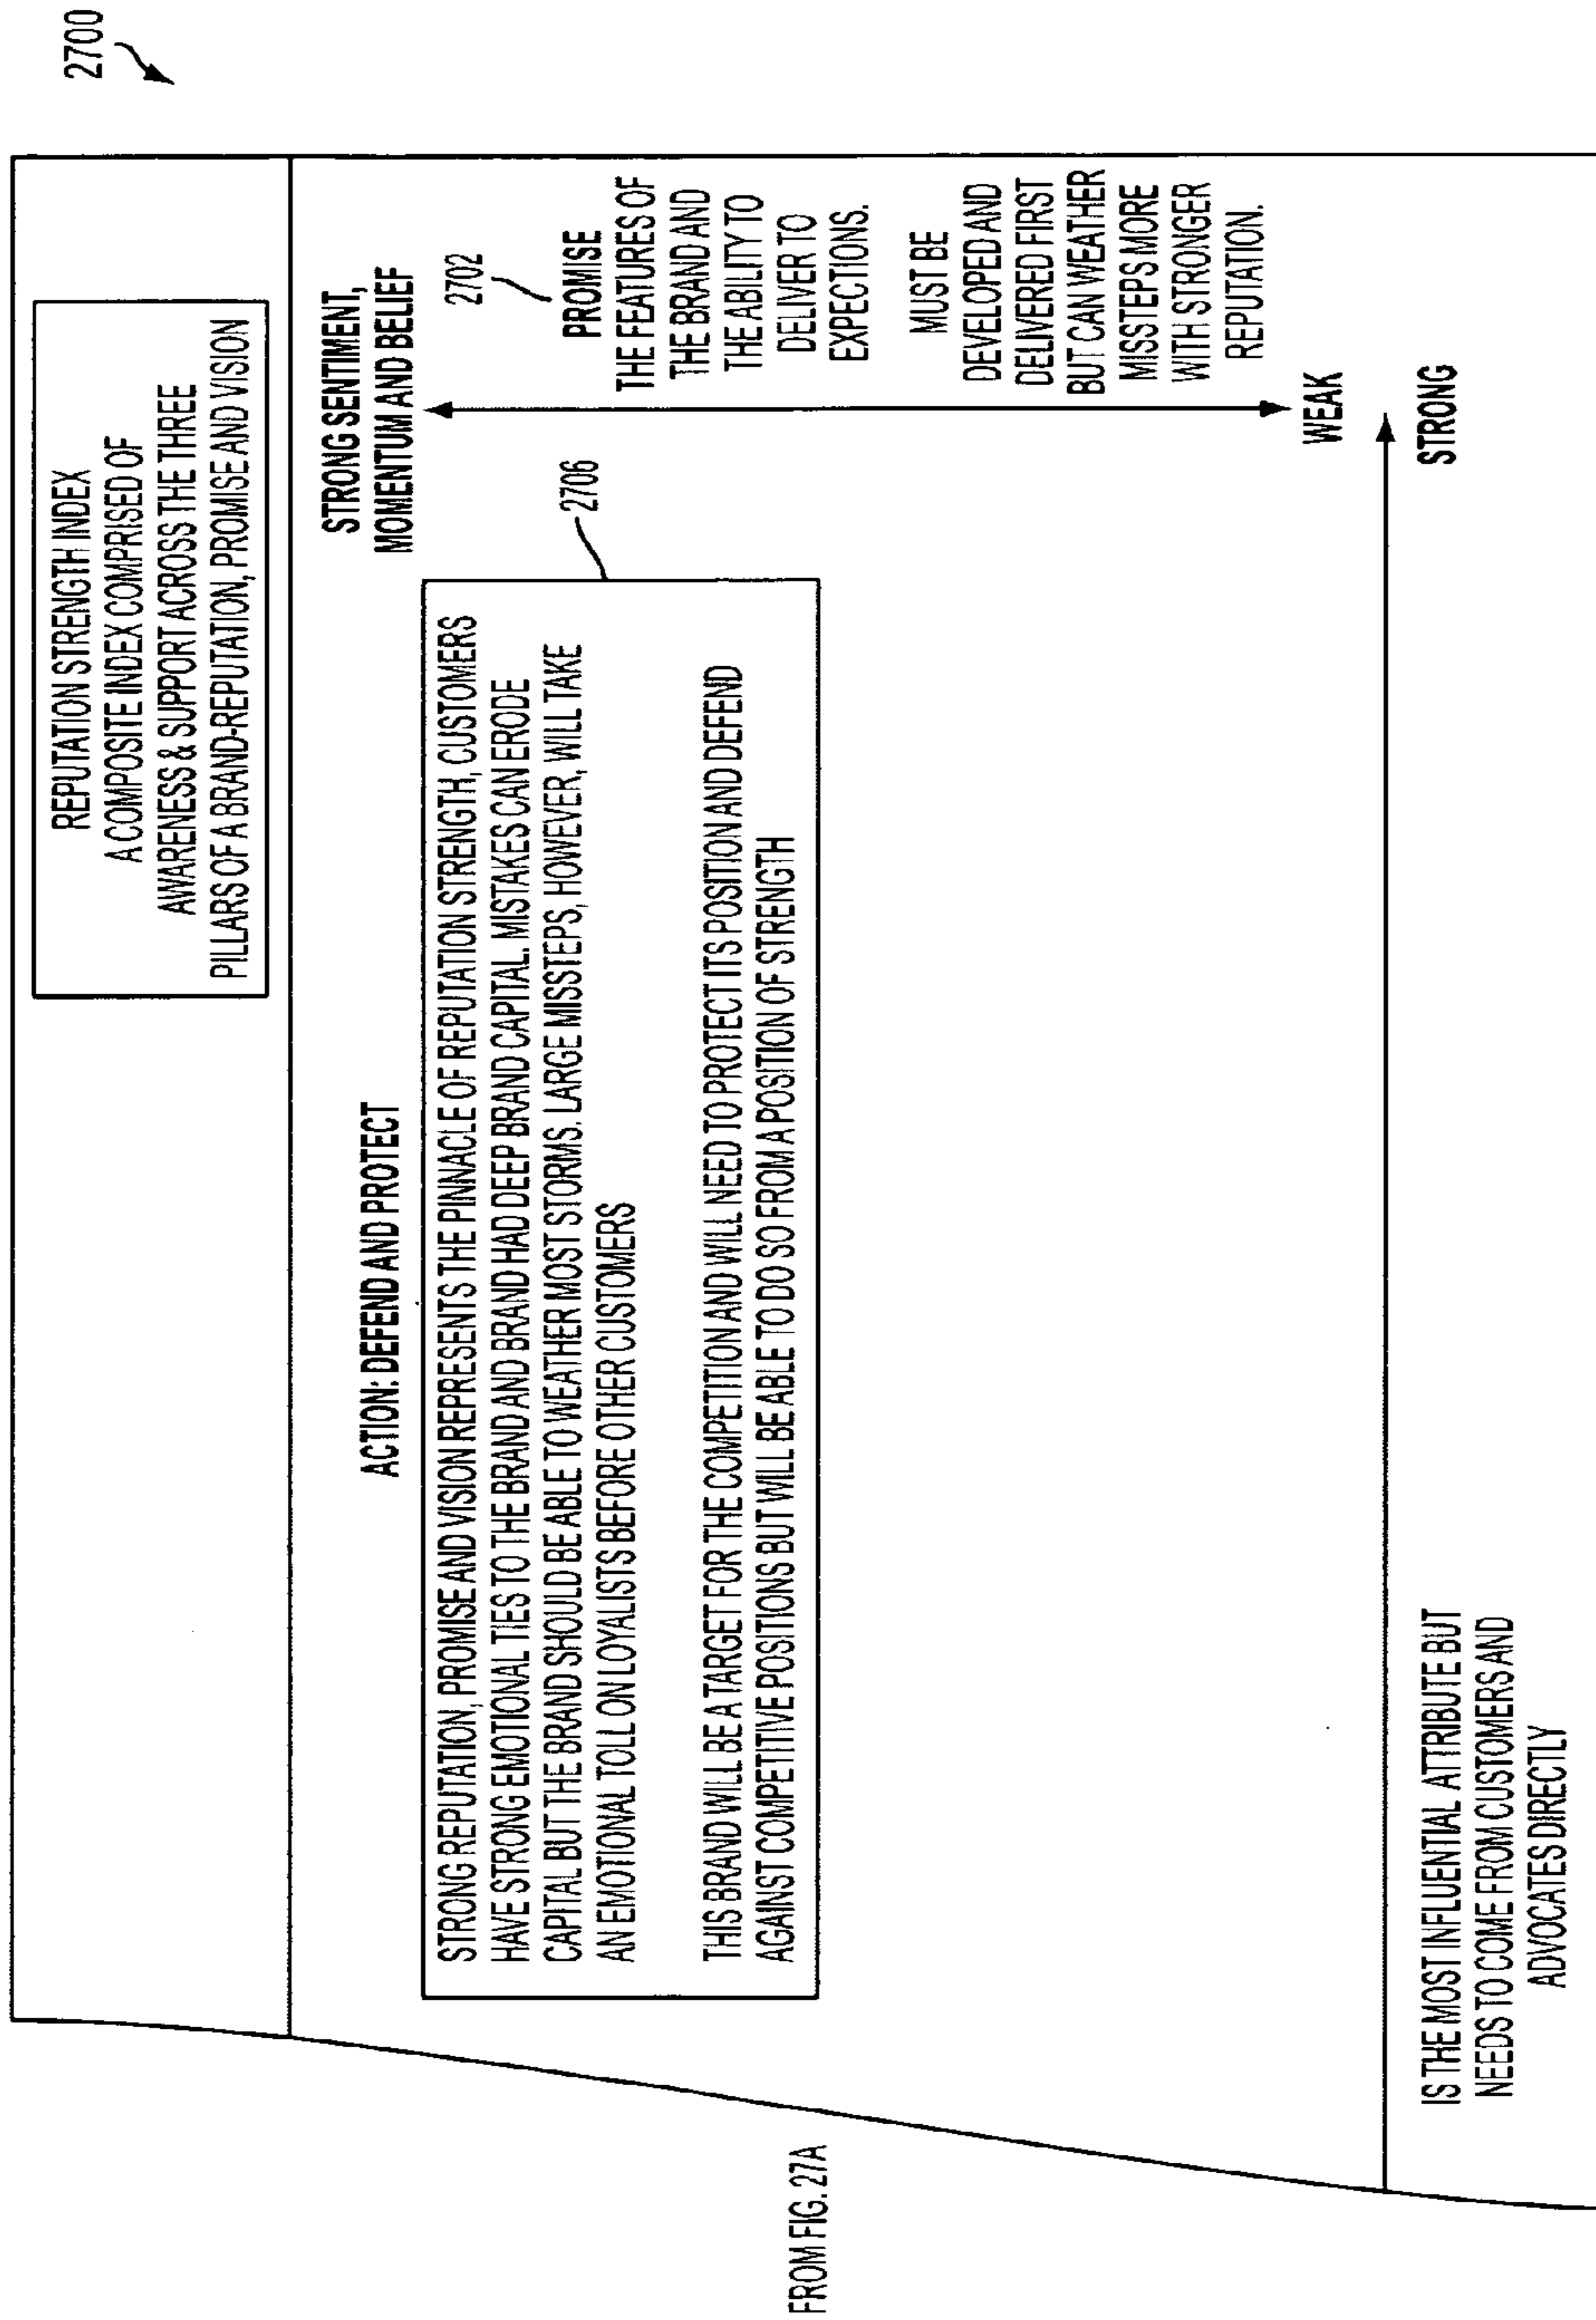 2700
REPUTATION STRENGTH INDEX
A COMPOSITE INDEX COMPRISED OF
AWARENESS & SUPPORT ACROSS THE THREE
PILLARS OF A BRAND-REPUTATION, PROMISE AND VISION
STRONG SENTIMENT,
MOMENTUM AND BELIEF
ACTION: DEFEND AND PROTECT
STRONG REPUTATION, PROMISE AND VISION REPRESENTS THE PINNACLE OF REPUTATION STRENGTH, CUSTOMERS
HAVE STRONG EMOTIONAL TIES TO THE BRAND AND BRAND HAD DEEP BRAND CAPITAL. MISTAKES CAN ERODE
CAPITAL BUT THE BRAND SHOULD BE ABLE TO WEATHER MOST STORMS. LARGE MISSTEPS, HOWEVER, WILL TAKE
AN EMOTIONAL TOLL ON LOYALISTS BEFORE OTHER CUSTOMERS
THIS BRAND WILL BE A TARGET FOR THE COMPETITION AND WILL NEED TO PROTECT ITS POSITION AND DEFEND
AGAINST COMPETITIVE POSITIONS BUT WILL BE ABLE TO DO SO FROM A POSITION OF STRENGTH
2706
2702
PROMISE
THE FEATURES OF
THE BRAND AND
THE ABILITY TO
DELIVER TO
EXPECTIONS.
MUST BE
DEVELOPED AND
DELIVERED FIRST
BUT CAN WEATHER
MISSTEPS MORE
WITH STRONGER
REPUTATION.
WEAK
STRONG
IS THE MOST INFLUENTIAL ATTRIBUTE BUT
NEEDS TO COME FROM CUSTOMERS AND
ADVOCATES DIRECTLY
FROM FIG. 27A